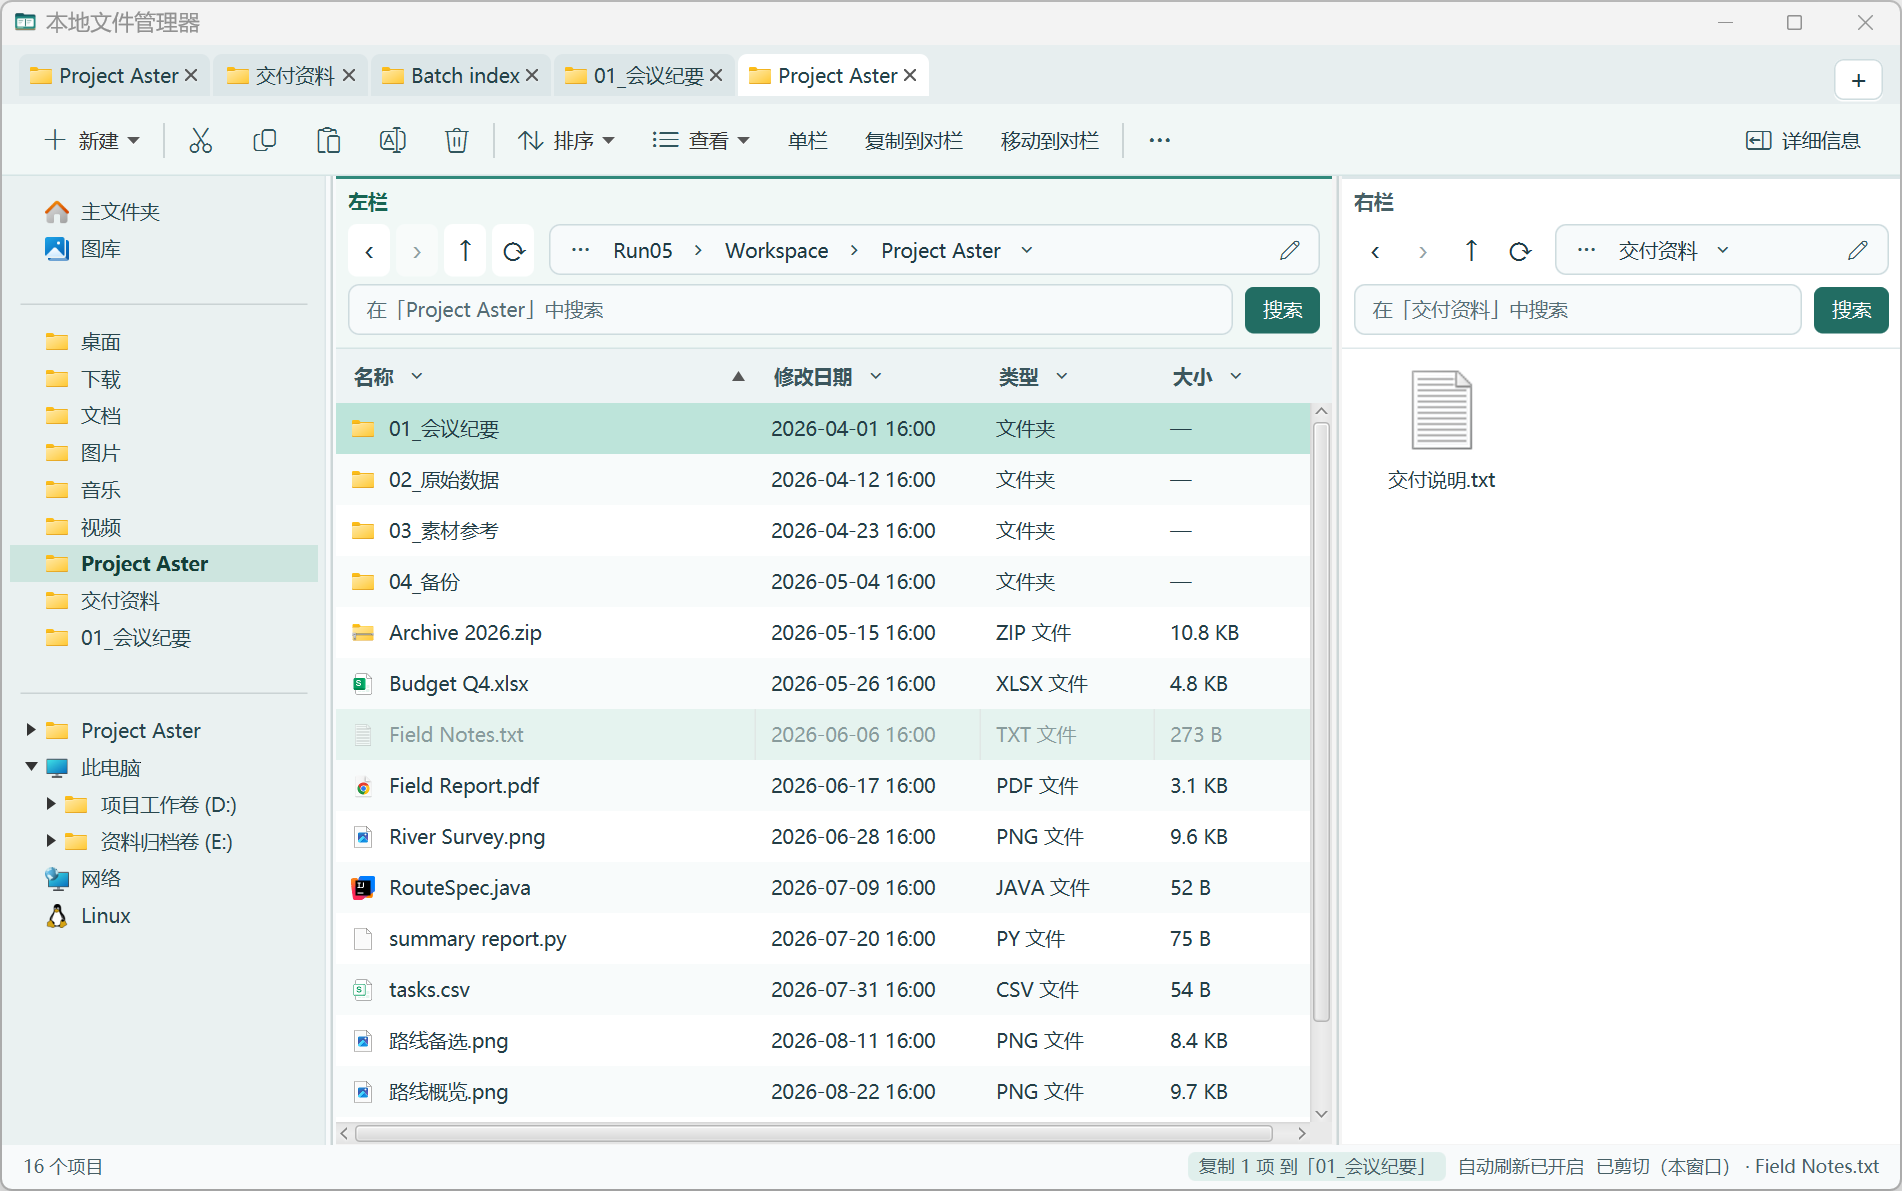 本地文件管理器
Project Aster 交付资料 Batch index 01_会议纪要 Project Aster
新建 排序 查看 单栏 复制到对栏 移动到对栏 ··· 详细信息
主文件夹
图库
桌面
下载
文档
图片
音乐
视频
Project Aster
交付资料
01_会议纪要
Project Aster
此电脑
项目工作卷 (D:)
资料归档卷 (E:)
网络
Linux
左栏
··· Run05 › Workspace › Project Aster
在「Project Aster」中搜索 搜索
名称 修改日期 类型 大小
01_会议纪要 2026-04-01 16:00 文件夹 —
02_原始数据 2026-04-12 16:00 文件夹 —
03_素材参考 2026-04-23 16:00 文件夹 —
04_备份 2026-05-04 16:00 文件夹 —
Archive 2026.zip 2026-05-15 16:00 ZIP 文件 10.8 KB
Budget Q4.xlsx 2026-05-26 16:00 XLSX 文件 4.8 KB
Field Notes.txt 2026-06-06 16:00 TXT 文件 273 B
Field Report.pdf 2026-06-17 16:00 PDF 文件 3.1 KB
River Survey.png 2026-06-28 16:00 PNG 文件 9.6 KB
RouteSpec.java 2026-07-09 16:00 JAVA 文件 52 B
summary report.py 2026-07-20 16:00 PY 文件 75 B
tasks.csv 2026-07-31 16:00 CSV 文件 54 B
路线备选.png 2026-08-11 16:00 PNG 文件 8.4 KB
路线概览.png 2026-08-22 16:00 PNG 文件 9.7 KB
右栏
··· 交付资料
在「交付资料」中搜索 搜索
交付说明.txt
16 个项目
复制 1 项 到「01_会议纪要」 自动刷新已开启 已剪切（本窗口） · Field Notes.txt